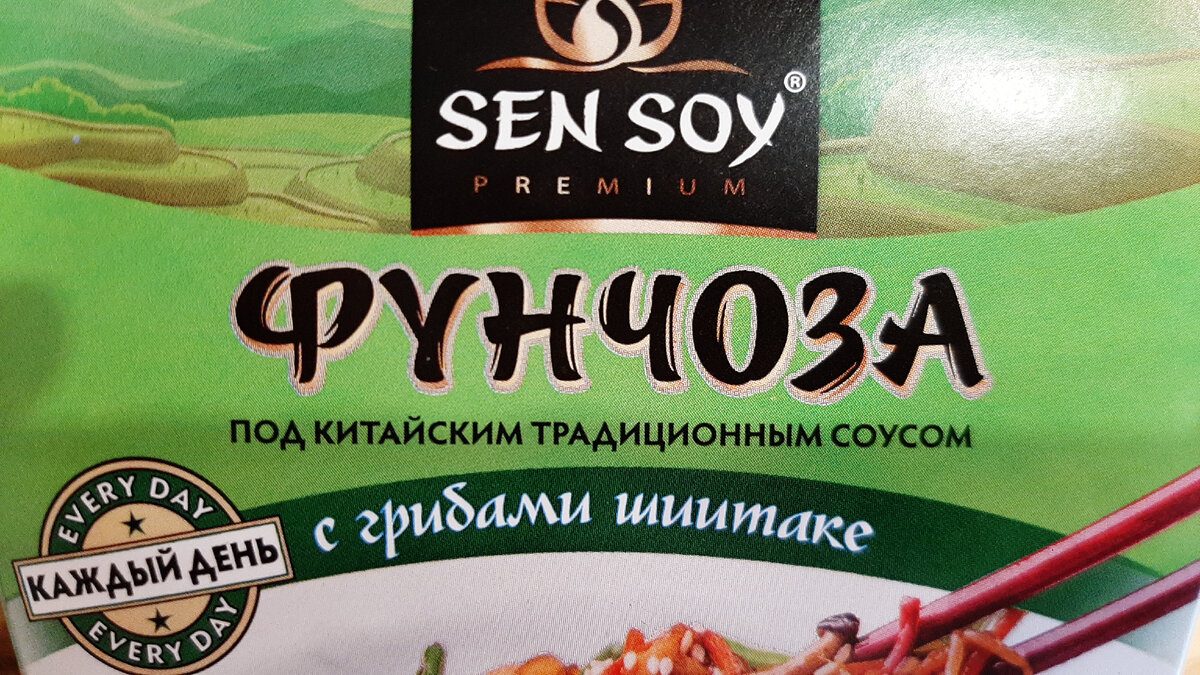 SEN SOY®
PREMIUM
ФУНЧОЗА
ПОД КИТАЙСКИМ ТРАДИЦИОННЫМ СОУСОМ
с грибами шиитаке
EVERY DAY
КАЖДЫЙ ДЕНЬ
EVERY DAY